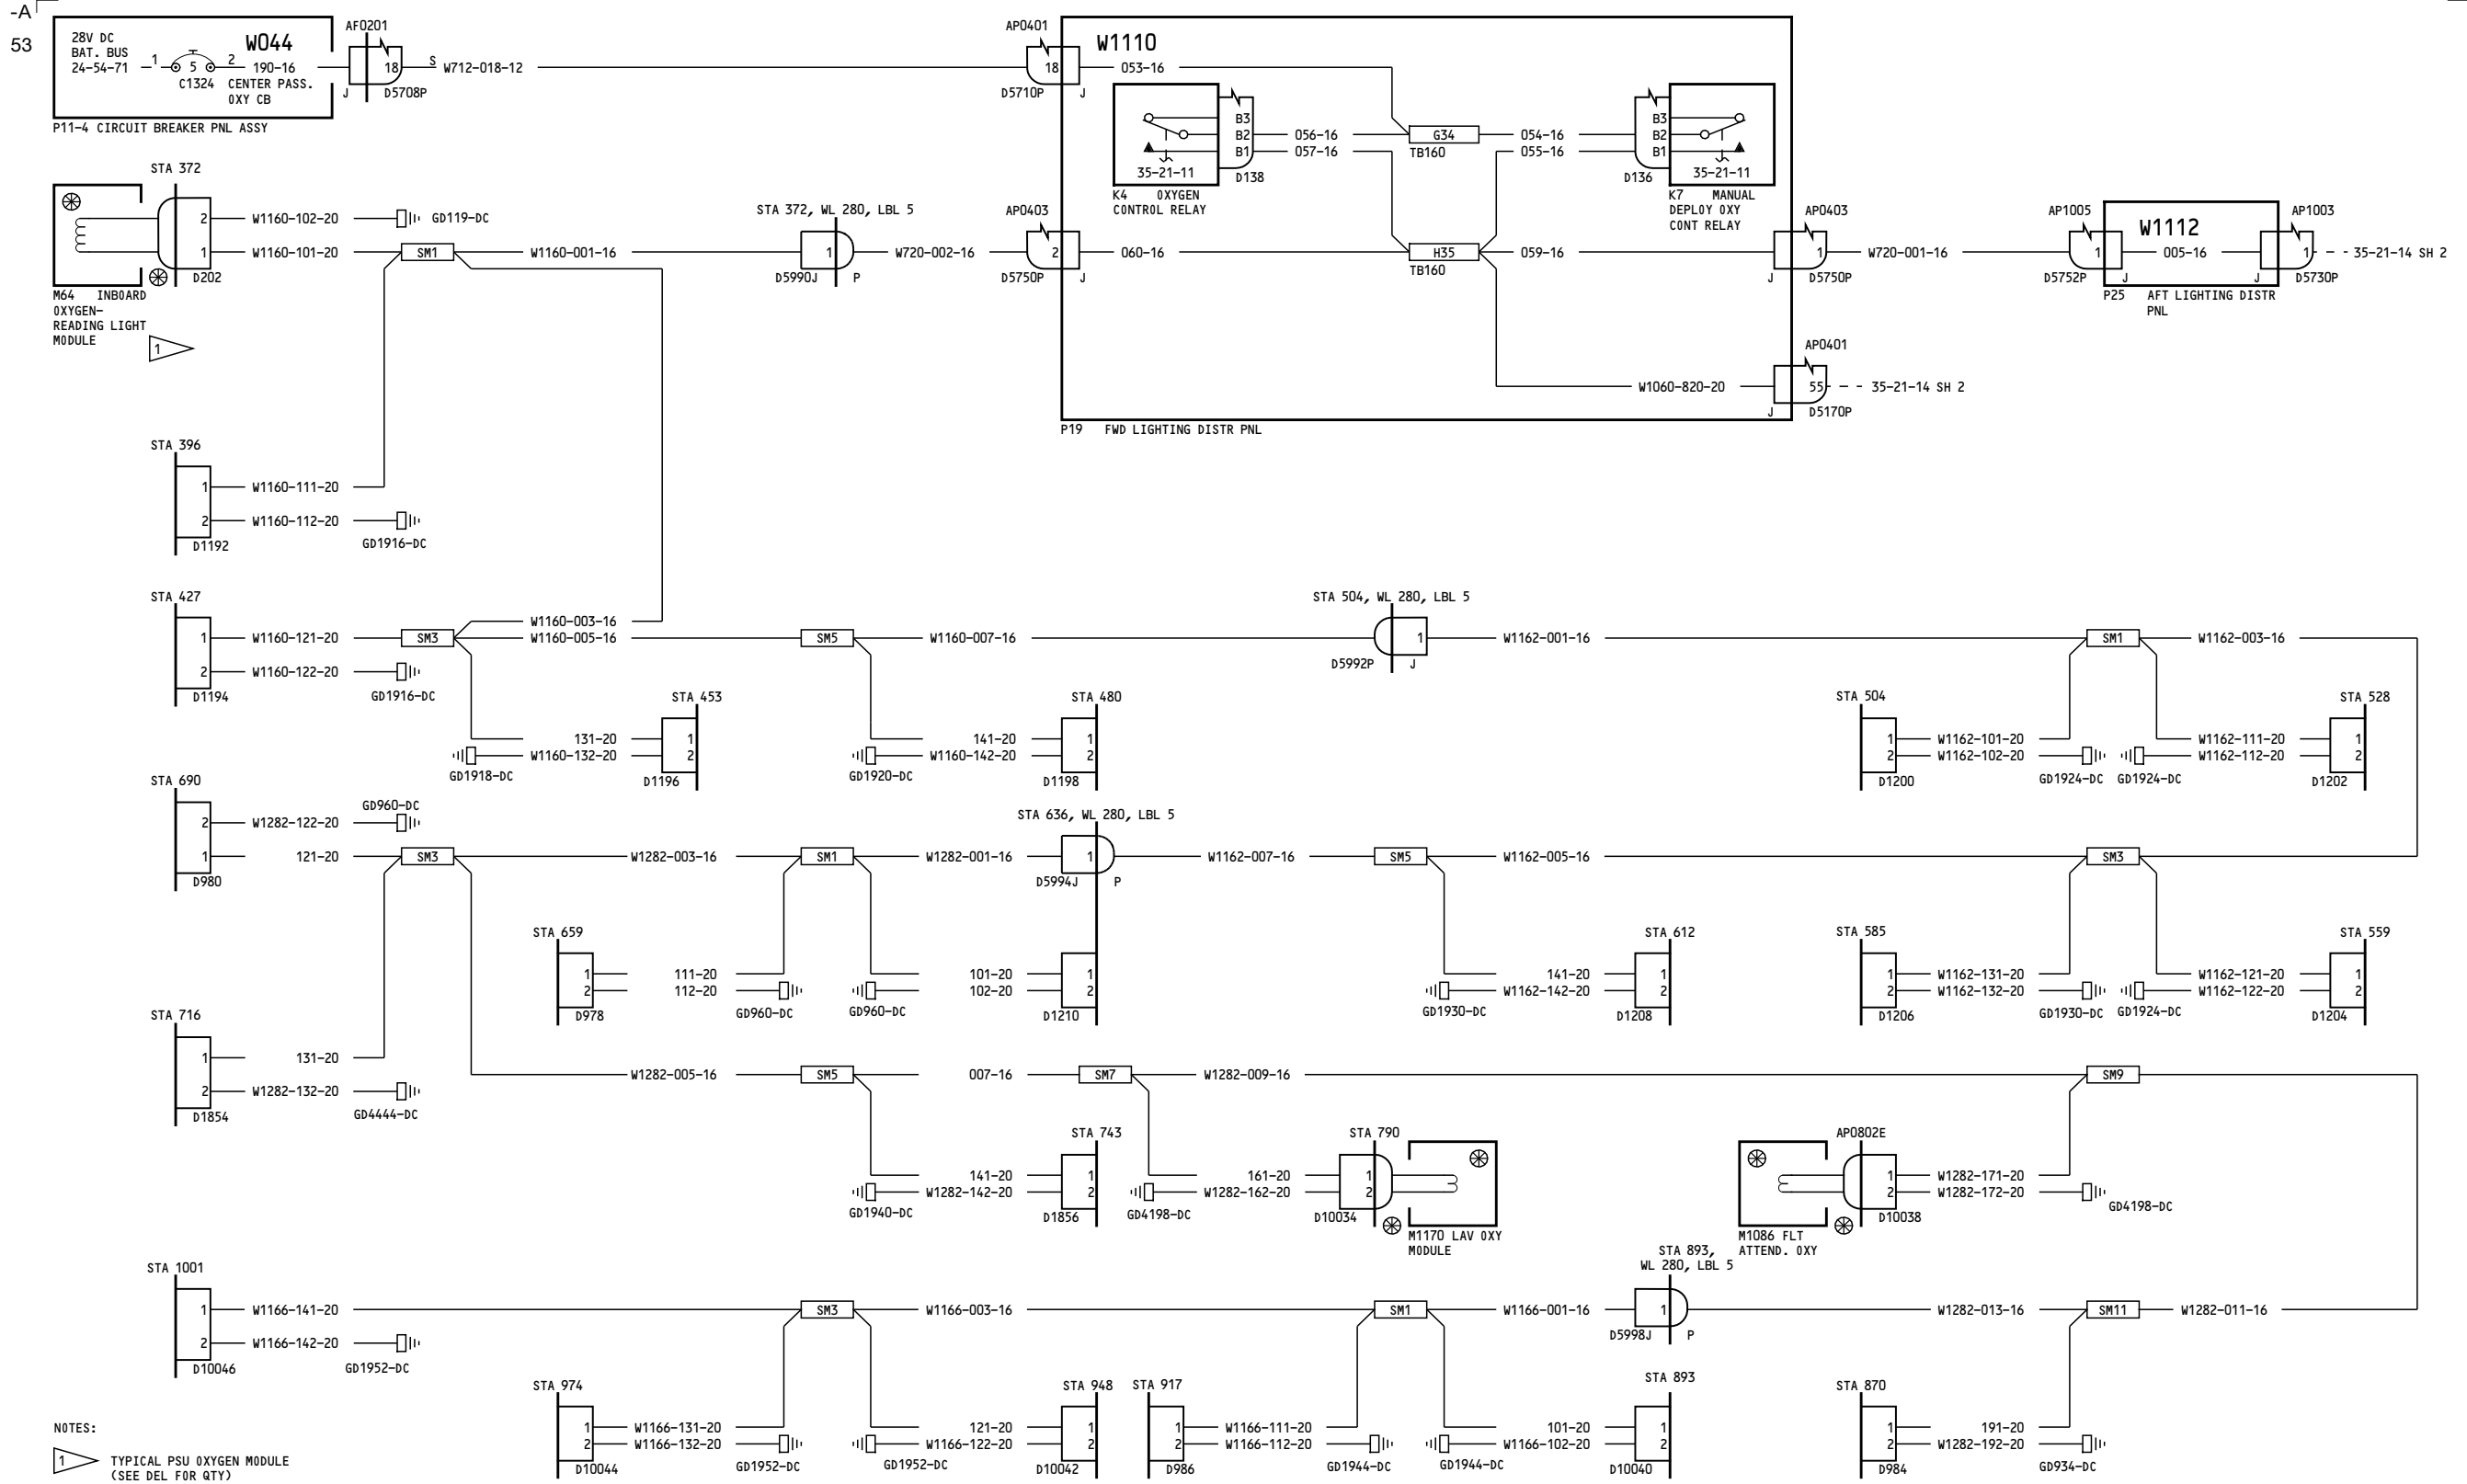 -A
53
28V DC
BAT. BUS
24-54-71
1
5
2
W044
190-16
C1324
CENTER PASS.
OXY CB
P11-4 CIRCUIT BREAKER PNL ASSY
AF0201
18
J
D5708P
S
W712-018-12
AP0401
18
D5710P
J
W1110
053-16
B3
B2
B1
35-21-11
D138
K4 OXYGEN
CONTROL RELAY
056-16
057-16
G34
TB160
054-16
055-16
B3
B2
B1
35-21-11
D136
K7 MANUAL
DEPLOY OXY
CONT RELAY
STA 372
2
1
D202
W1160-102-20
GD119-DC
W1160-101-20
SM1
W1160-001-16
M64 INBOARD
OXYGEN-
READING LIGHT
MODULE
1
STA 372, WL 280, LBL 5
1
D5990J
P
W720-002-16
AP0403
2
D5750P
J
060-16
H35
TB160
059-16
AP0403
1
J
D5750P
W720-001-16
AP1005
1
D5752P
J
W1112
005-16
AP1003
1
J
D5730P
35-21-14 SH 2
P25 AFT LIGHTING DISTR
PNL
W1060-820-20
AP0401
55
J
D5170P
35-21-14 SH 2
P19 FWD LIGHTING DISTR PNL
STA 396
1
2
D1192
W1160-111-20
W1160-112-20
GD1916-DC
STA 427
1
2
D1194
W1160-121-20
W1160-122-20
GD1916-DC
SM3
W1160-003-16
W1160-005-16
SM5
W1160-007-16
STA 504, WL 280, LBL 5
1
D5992P
J
W1162-001-16
SM1
W1162-003-16
STA 453
131-20
W1160-132-20
1
2
GD1918-DC
D1196
STA 480
141-20
W1160-142-20
1
2
GD1920-DC
D1198
STA 504
1
2
D1200
W1162-101-20
W1162-102-20
GD1924-DC
GD1924-DC
STA 528
W1162-111-20
W1162-112-20
1
2
D1202
STA 690
2
1
D980
W1282-122-20
GD960-DC
121-20
SM3
W1282-003-16
SM1
W1282-001-16
STA 636, WL 280, LBL 5
1
D5994J
P
W1162-007-16
SM5
W1162-005-16
SM3
STA 659
1
2
D978
111-20
112-20
GD960-DC
GD960-DC
101-20
102-20
1
2
D1210
STA 612
141-20
W1162-142-20
1
2
GD1930-DC
D1208
STA 585
1
2
D1206
W1162-131-20
W1162-132-20
GD1930-DC
GD1924-DC
STA 559
W1162-121-20
W1162-122-20
1
2
D1204
STA 716
1
2
D1854
131-20
W1282-132-20
GD4444-DC
W1282-005-16
SM5
007-16
SM7
W1282-009-16
SM9
STA 743
141-20
W1282-142-20
1
2
GD1940-DC
D1856
STA 790
161-20
W1282-162-20
1
2
GD4198-DC
D10034
M1170 LAV OXY
MODULE
AP0802E
1
2
D10038
M1086 FLT
ATTEND. OXY
W1282-171-20
W1282-172-20
GD4198-DC
STA 1001
1
2
D10046
W1166-141-20
W1166-142-20
GD1952-DC
SM3
W1166-003-16
SM1
W1166-001-16
STA 893,
WL 280, LBL 5
1
D5998J
P
W1282-013-16
SM11
W1282-011-16
STA 974
1
2
D10044
W1166-131-20
W1166-132-20
GD1952-DC
GD1952-DC
STA 948
121-20
W1166-122-20
1
2
D10042
STA 917
1
2
D986
W1166-111-20
W1166-112-20
GD1944-DC
GD1944-DC
STA 893
101-20
W1166-102-20
1
2
D10040
STA 870
1
2
D984
191-20
W1282-192-20
GD934-DC
NOTES:
1
TYPICAL PSU OXYGEN MODULE
(SEE DEL FOR QTY)